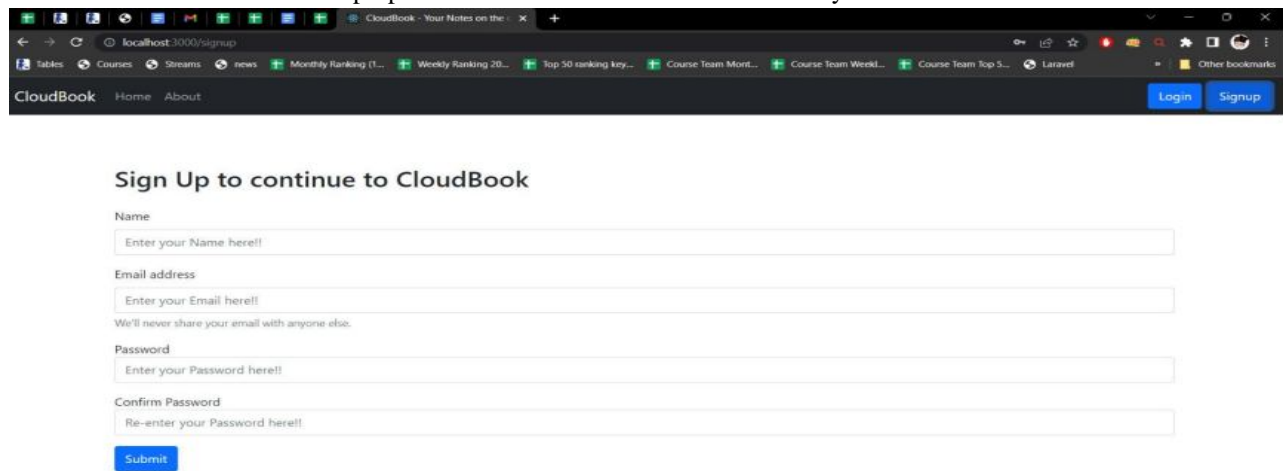 CloudBook - Your Notes on the c
localhost:3000/signup
Tables Courses Streams news Monthly Ranking (1... Weekly Ranking 20... Top 50 ranking key... Course Team Mont... Course Team Weekl... Course Team Top 5... Laravel Other bookmarks
CloudBook Home About Login Signup
Sign Up to continue to CloudBook
Name
Enter your Name here!!
Email address
Enter your Email here!!
We'll never share your email with anyone else.
Password
Enter your Password here!!
Confirm Password
Re-enter your Password here!!
Submit